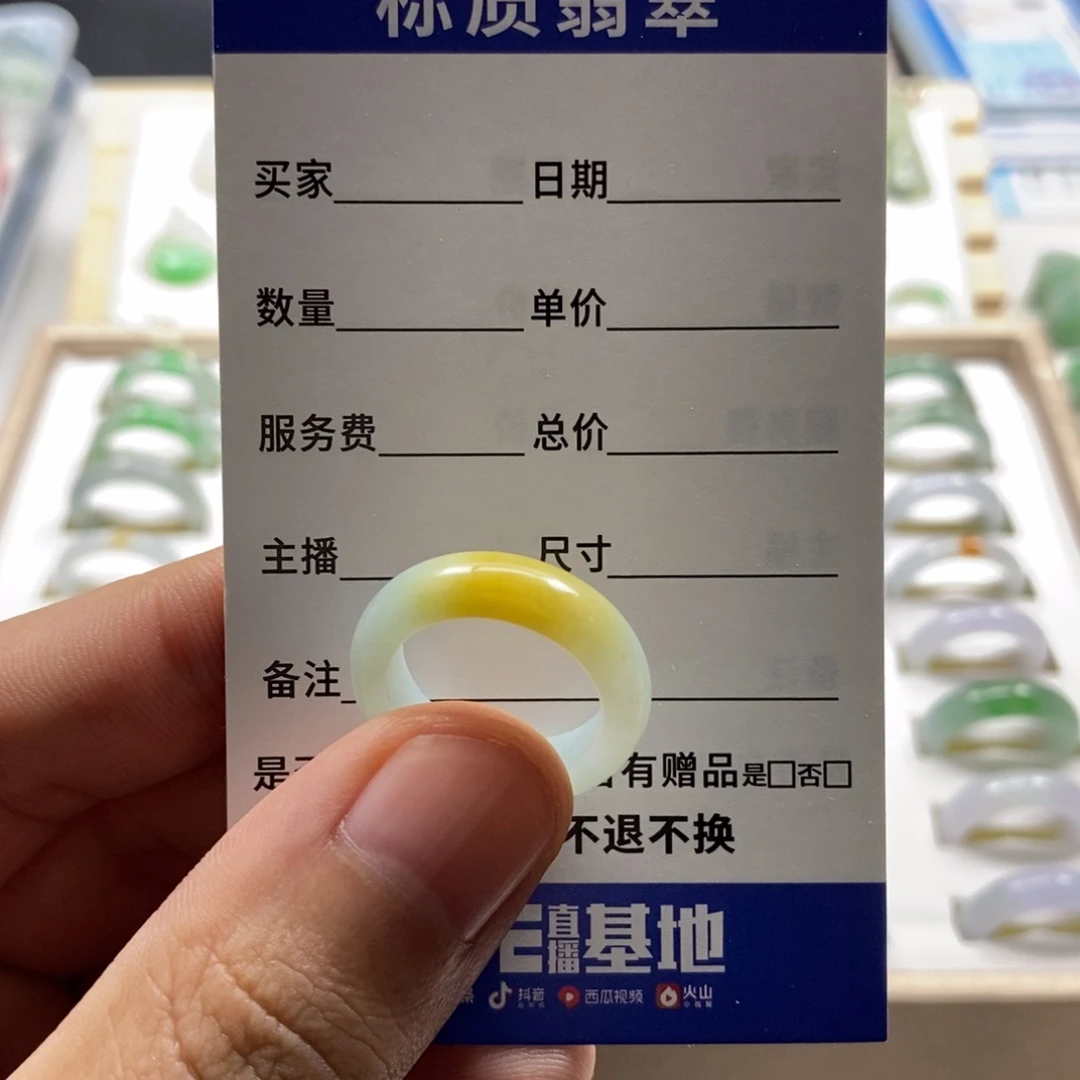 标质翡翠
买家 日期
数量 单价
服务费 总价
主播 尺寸
备注
是 有赠品是□否□
不退不换
直播基地
抖音 西瓜视频 火山